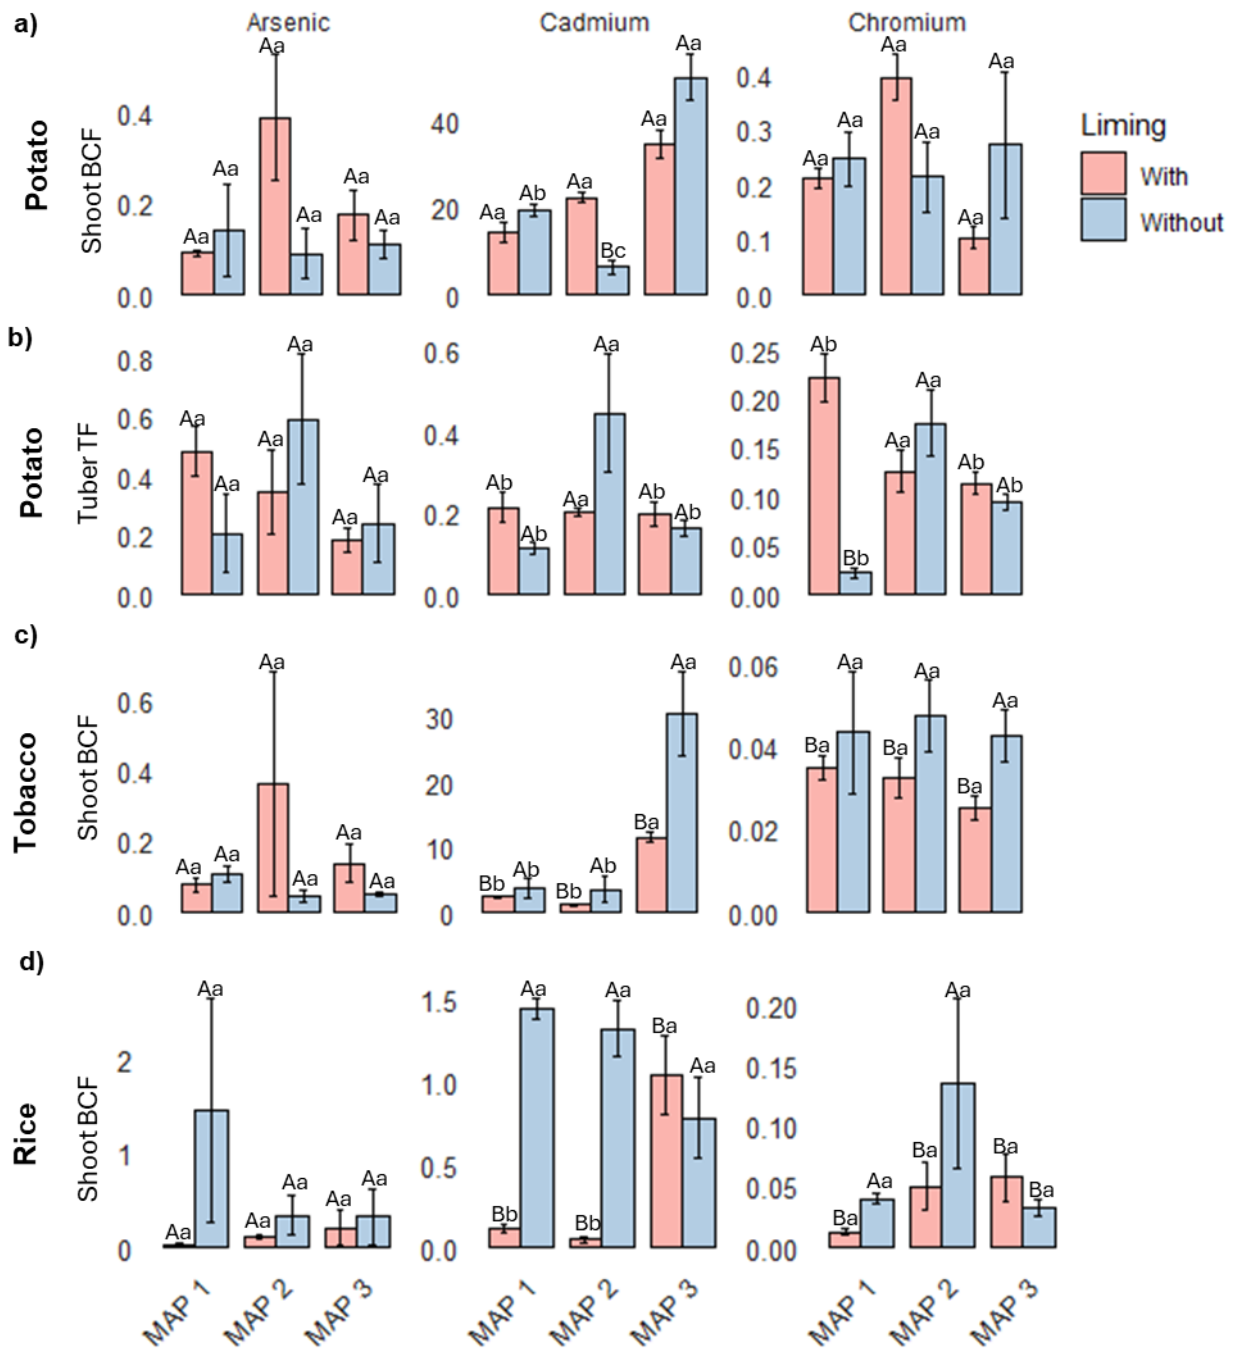 a)
Arsenic
Cadmium
Chromium
Potato
Shoot BCF
0.4
0.2
0.0
Aa
Aa
Aa
Aa
Aa
Aa
40
20
0
Aa
Ab
Aa
Bc
Aa
Aa
0.4
0.3
0.2
0.1
0.0
Aa
Aa
Aa
Aa
Aa
Aa
Liming
With
Without
b)
Potato
Tuber TF
0.8
0.6
0.4
0.2
0.0
Aa
Aa
Aa
Aa
Aa
Aa
0.6
0.4
0.2
0.0
Ab
Ab
Aa
Aa
Ab
Ab
0.25
0.20
0.15
0.10
0.05
0.00
Ab
Bb
Aa
Aa
Ab
Ab
c)
Tobacco
Shoot BCF
0.6
0.4
0.2
0.0
Aa
Aa
Aa
Aa
Aa
Aa
30
20
10
0
Bb
Ab
Bb
Ab
Ba
Aa
0.06
0.04
0.02
0.00
Ba
Aa
Ba
Aa
Ba
Aa
d)
Rice
Shoot BCF
2
1
0
Aa
Aa
Aa
Aa
Aa
Aa
1.5
1.0
0.5
0.0
Bb
Aa
Bb
Aa
Ba
Aa
0.20
0.15
0.10
0.05
0.00
Ba
Aa
Ba
Aa
Ba
Ba
MAP 1
MAP 2
MAP 3
MAP 1
MAP 2
MAP 3
MAP 1
MAP 2
MAP 3